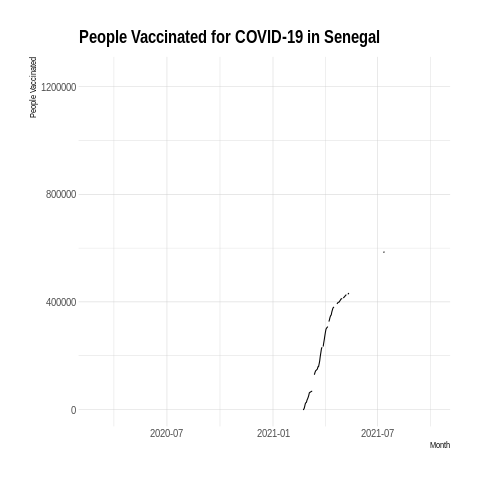 People Vaccinated for COVID-19 in Senegal
People Vaccinated
1200000
800000
400000
0
2020-07
2021-01
2021-07
Month